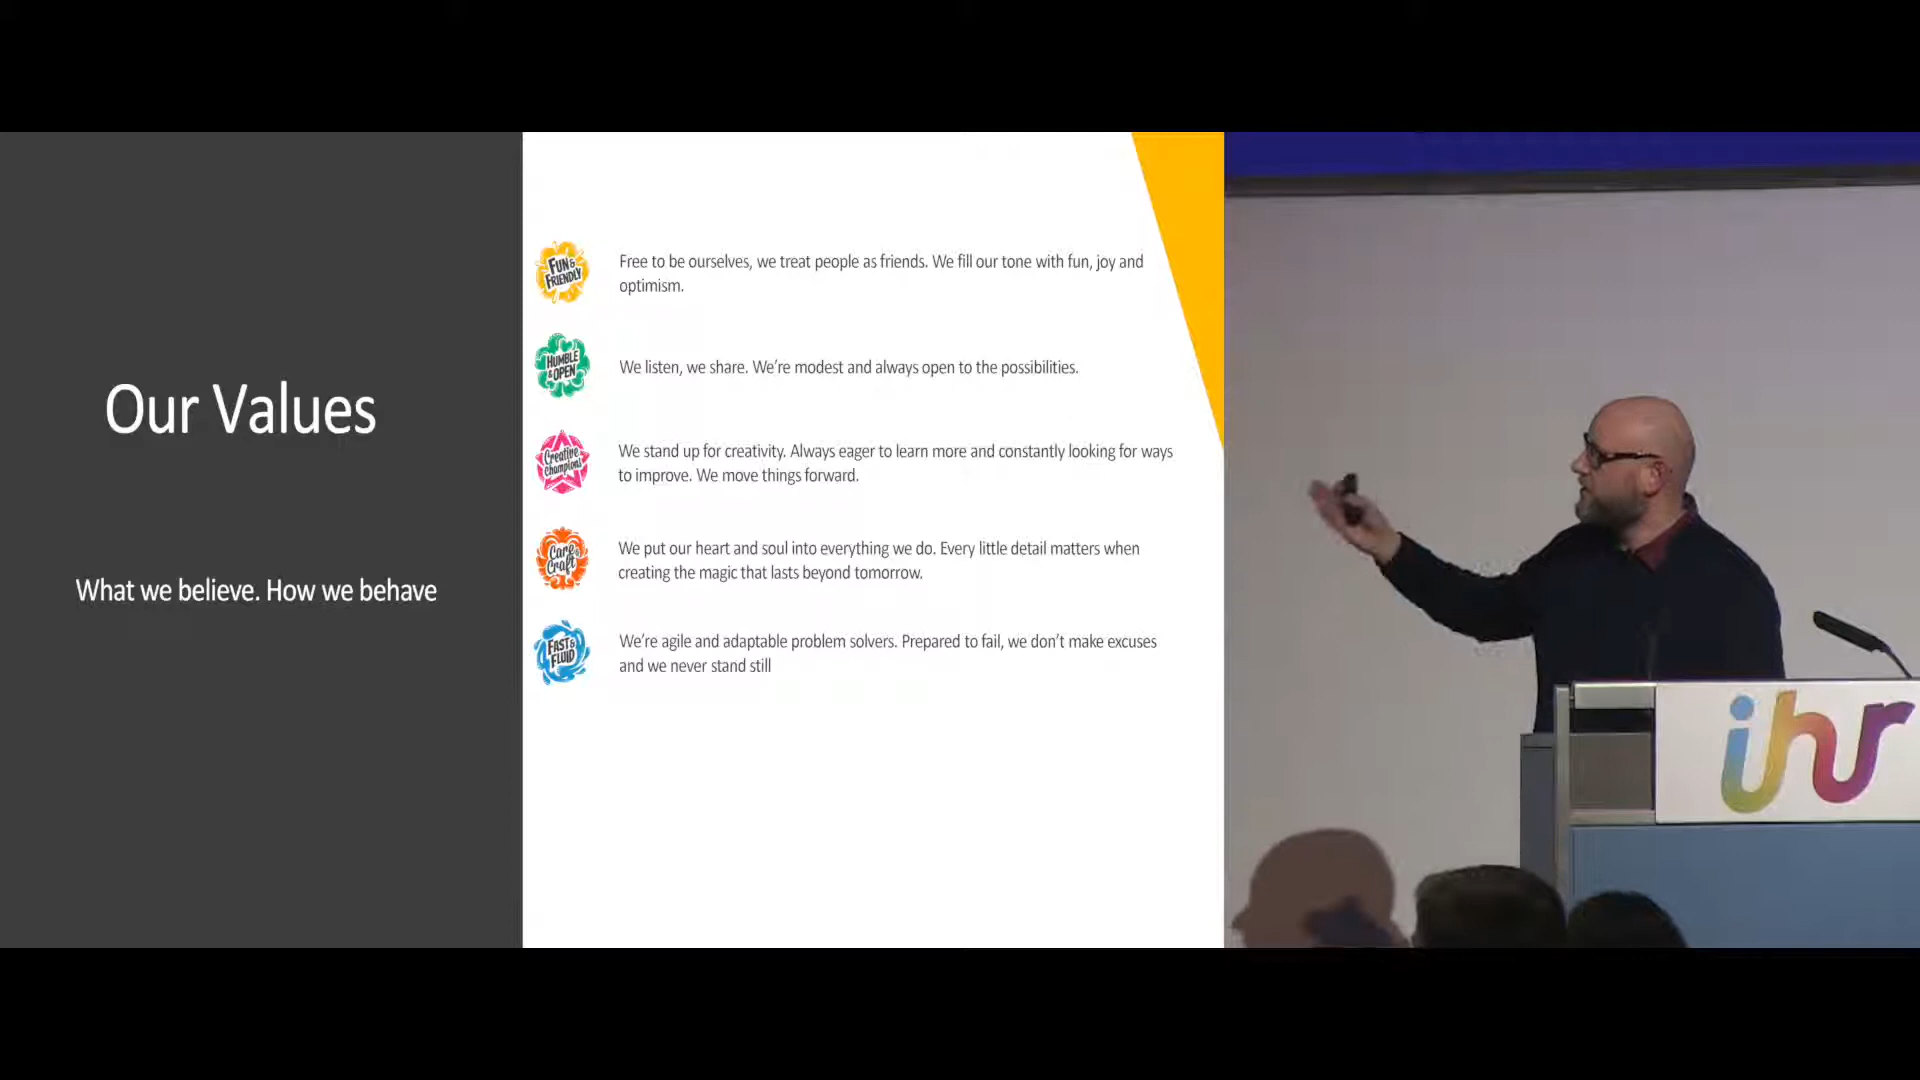 Our Values
What we believe. How we behave
FUN &
FRIENDLY
Free to be ourselves, we treat people as friends. We fill our tone with fun, joy and
optimism.
HUMBLE
& OPEN
We listen, we share. We’re modest and always open to the possibilities.
Creative
Champions
We stand up for creativity. Always eager to learn more and constantly looking for ways
to improve. We move things forward.
Care &
Craft
We put our heart and soul into everything we do. Every little detail matters when
creating the magic that lasts beyond tomorrow.
FAST &
FLUID
We’re agile and adaptable problem solvers. Prepared to fail, we don’t make excuses
and we never stand still
ihr